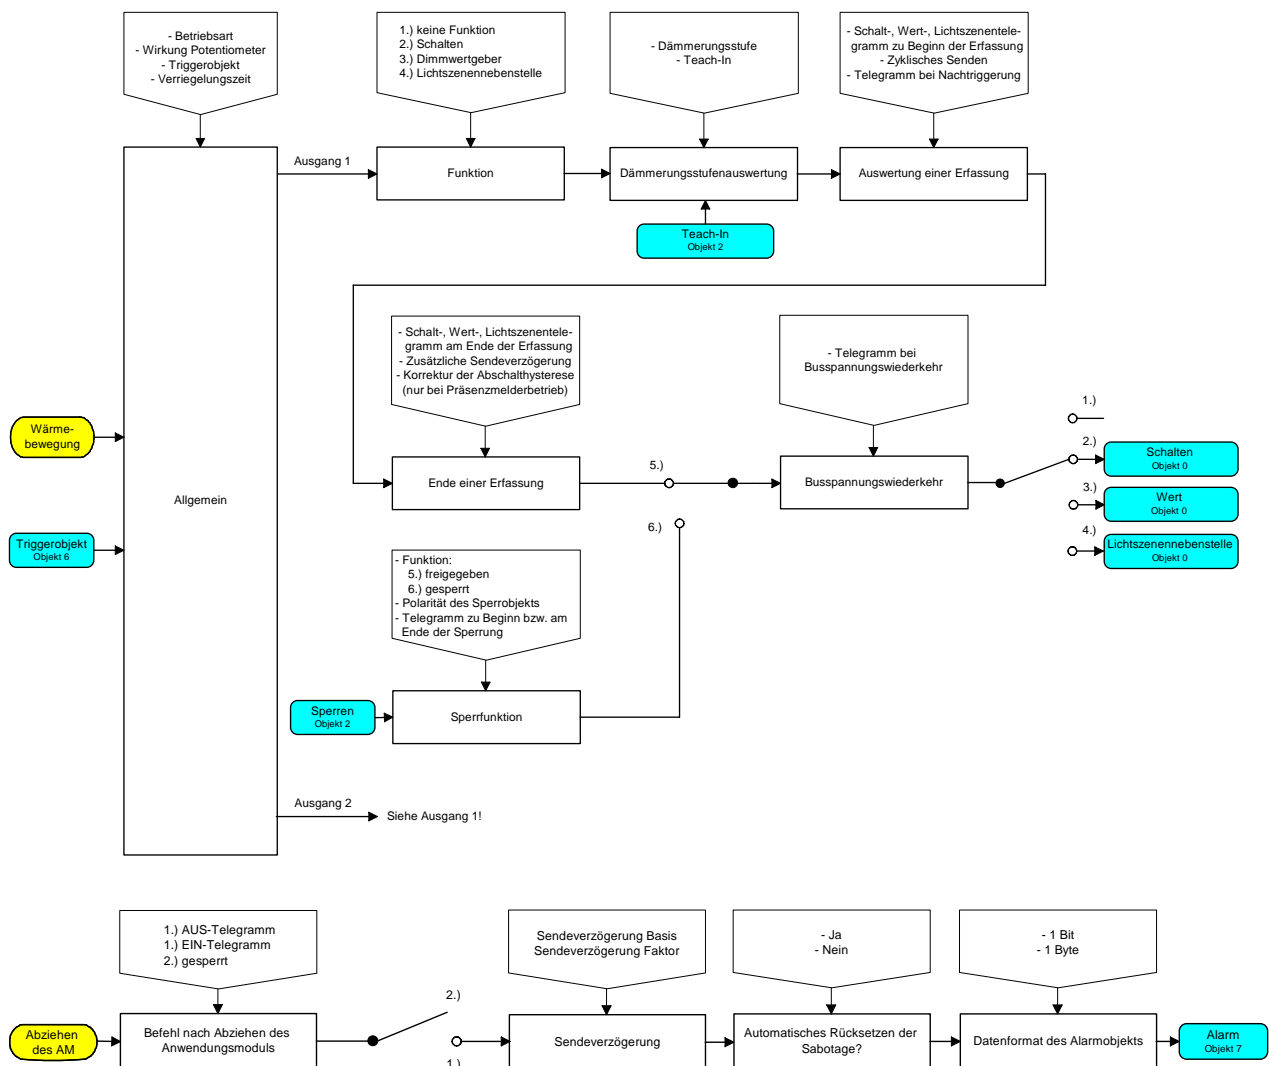 - Betriebsart
- Wirkung Potentiometer
- Triggerobjekt
- Verriegelungszeit
1.) keine Funktion
2.) Schalten
3.) Dimmwertgeber
4.) Lichtszenennebenstelle
- Dämmerungsstufe
- Teach-In
- Schalt-, Wert-, Lichtszenentele-
gramm zu Beginn der Erfassung
- Zyklisches Senden
- Telegramm bei Nachtriggerung
Ausgang 1
Funktion
Dämmerungsstufenauswertung
Auswertung einer Erfassung
Teach-In
Objekt 2
- Schalt-, Wert-, Lichtszenentele-
gramm am Ende der Erfassung
- Zusätzliche Sendeverzögerung
- Korrektur der Abschalthysterese
(nur bei Präsenzmelderbetrieb)
- Telegramm bei
Busspannungswiederkehr
Wärme-
bewegung
Triggerobjekt
Objekt 6
Allgemein
Ende einer Erfassung
5.)
6.)
Busspannungswiederkehr
1.)
2.)
Schalten
Objekt 0
3.)
Wert
Objekt 0
4.)
Lichtszenennebenstelle
Objekt 0
- Funktion:
5.) freigegeben
6.) gesperrt
- Polarität des Sperrobjekts
- Telegramm zu Beginn bzw. am
Ende der Sperrung
Sperren
Objekt 2
Sperrfunktion
Ausgang 2
Siehe Ausgang 1!
1.) AUS-Telegramm
1.) EIN-Telegramm
2.) gesperrt
Sendeverzögerung Basis
Sendeverzögerung Faktor
- Ja
- Nein
- 1 Bit
- 1 Byte
Abziehen
des AM
Befehl nach Abziehen des
Anwendungsmoduls
2.)
1.)
Sendeverzögerung
Automatisches Rücksetzen der
Sabotage?
Datenformat des Alarmobjekts
Alarm
Objekt 7